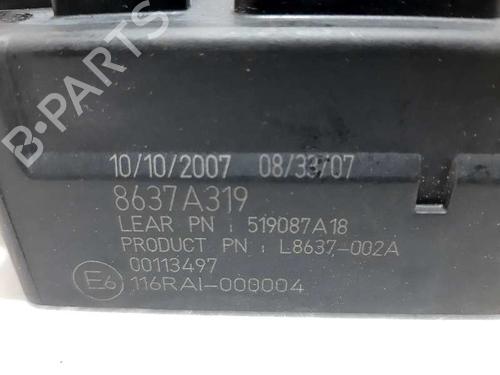 B-PARTS
10/10/2007 08/33/07
8637A319
LEAR PN : 519087A18
PRODUCT PN : L8637-002A
00113497
E6 116RAI-000004